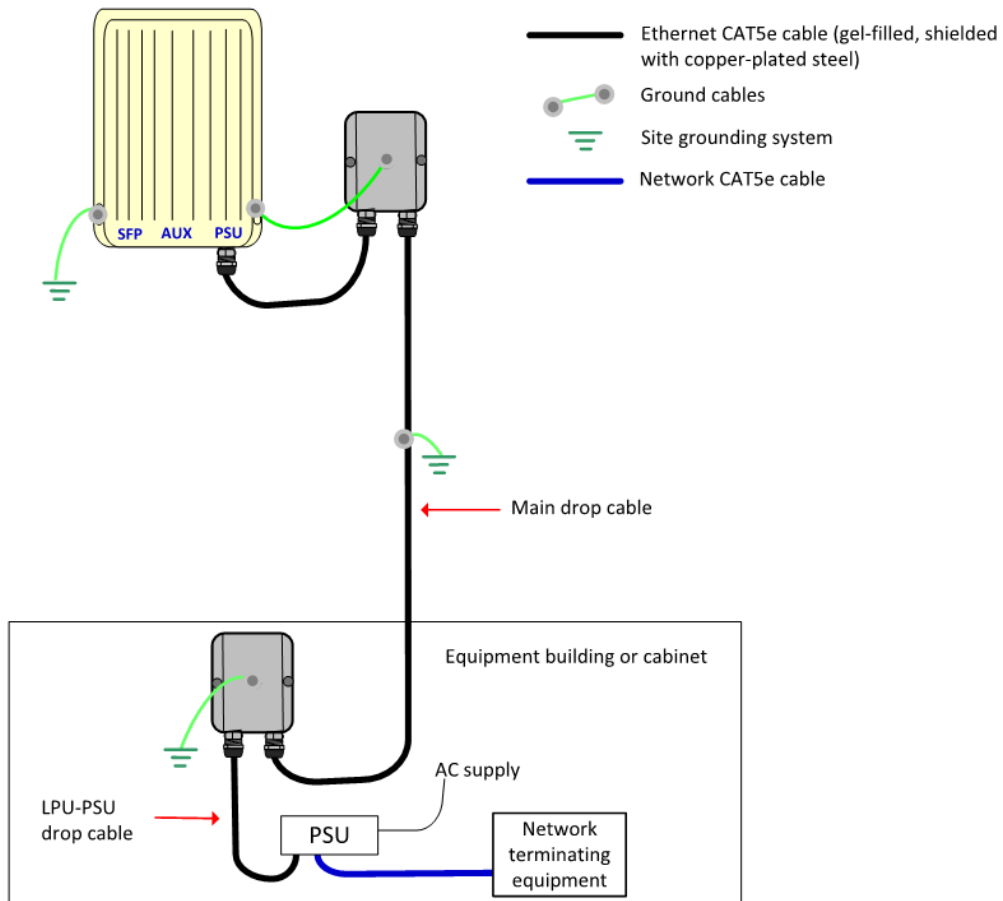 Ethernet CAT5e cable (gel-filled, shielded
with copper-plated steel)
Ground cables
Site grounding system
Network CAT5e cable
SFP AUX PSU
Main drop cable
Equipment building or cabinet
AC supply
LPU-PSU
drop cable
PSU
Network
terminating
equipment